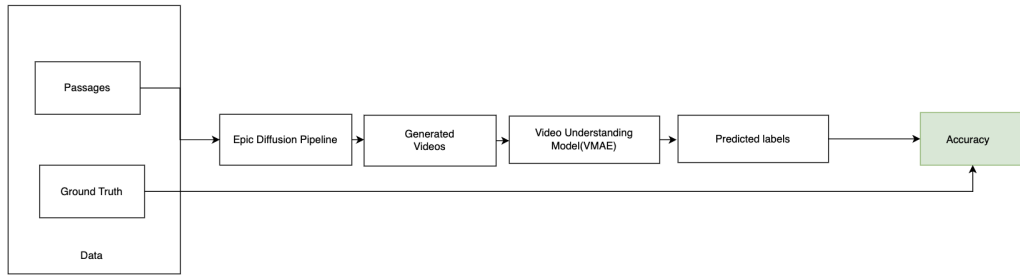 Passages
Epic Diffusion Pipeline
Generated
Videos
Video Understanding
Model(VMAE)
Predicted labels
Accuracy
Ground Truth
Data